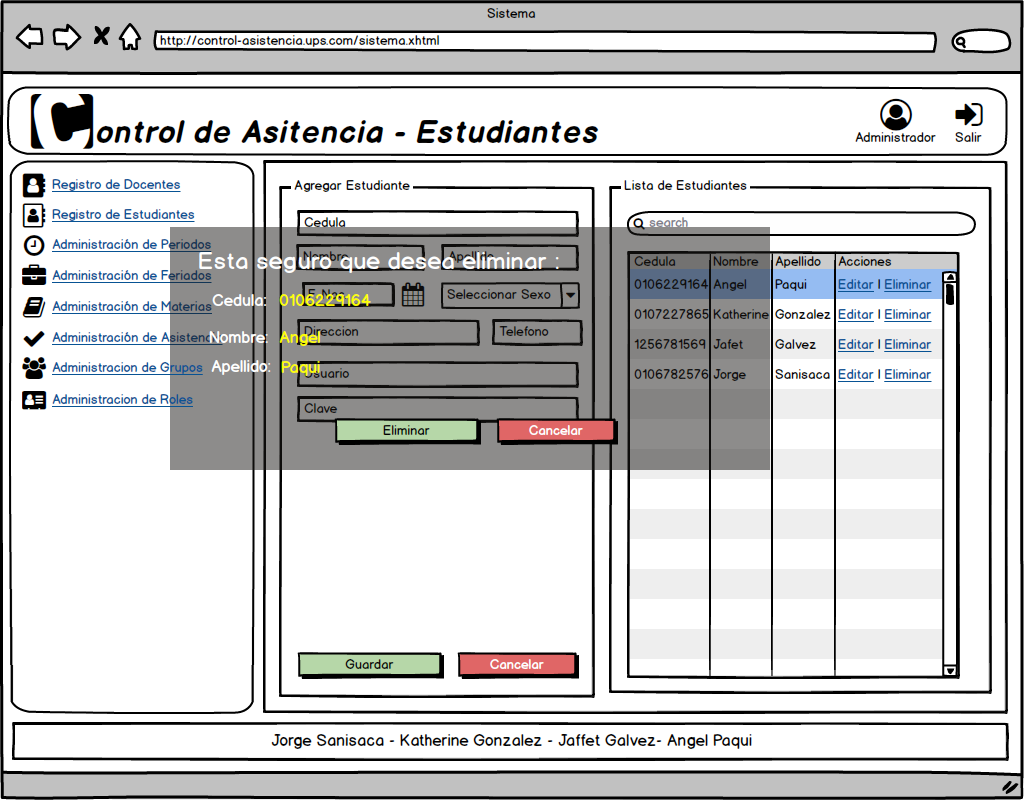 Sistema
http://control-asistencia.ups.com/sistema.xhtml
Control de Asitencia - Estudiantes
Administrador
Salir
Registro de Docentes
Registro de Estudiantes
Administración de Periodos
Administración de Feriados
Administración de Materias
Administración de Asistencia
Administracion de Grupos
Administracion de Roles
Agregar Estudiante
Cedula
Nombre
Apellido
F. Nac
Seleccionar Sexo
Direccion
Telefono
Usuario
Clave
Guardar
Cancelar
Esta seguro que desea eliminar :
Cedula: 0106229164
Nombre: Angel
Apellido: Paqui
Eliminar
Cancelar
Lista de Estudiantes
search
Cedula Nombre Apellido Acciones
0106229164 Angel Paqui Editar | Eliminar
0107227865 Katherine Gonzalez Editar | Eliminar
1256781569 Jafet Galvez Editar | Eliminar
0106782576 Jorge Sanisaca Editar | Eliminar
Jorge Sanisaca - Katherine Gonzalez - Jaffet Galvez- Angel Paqui